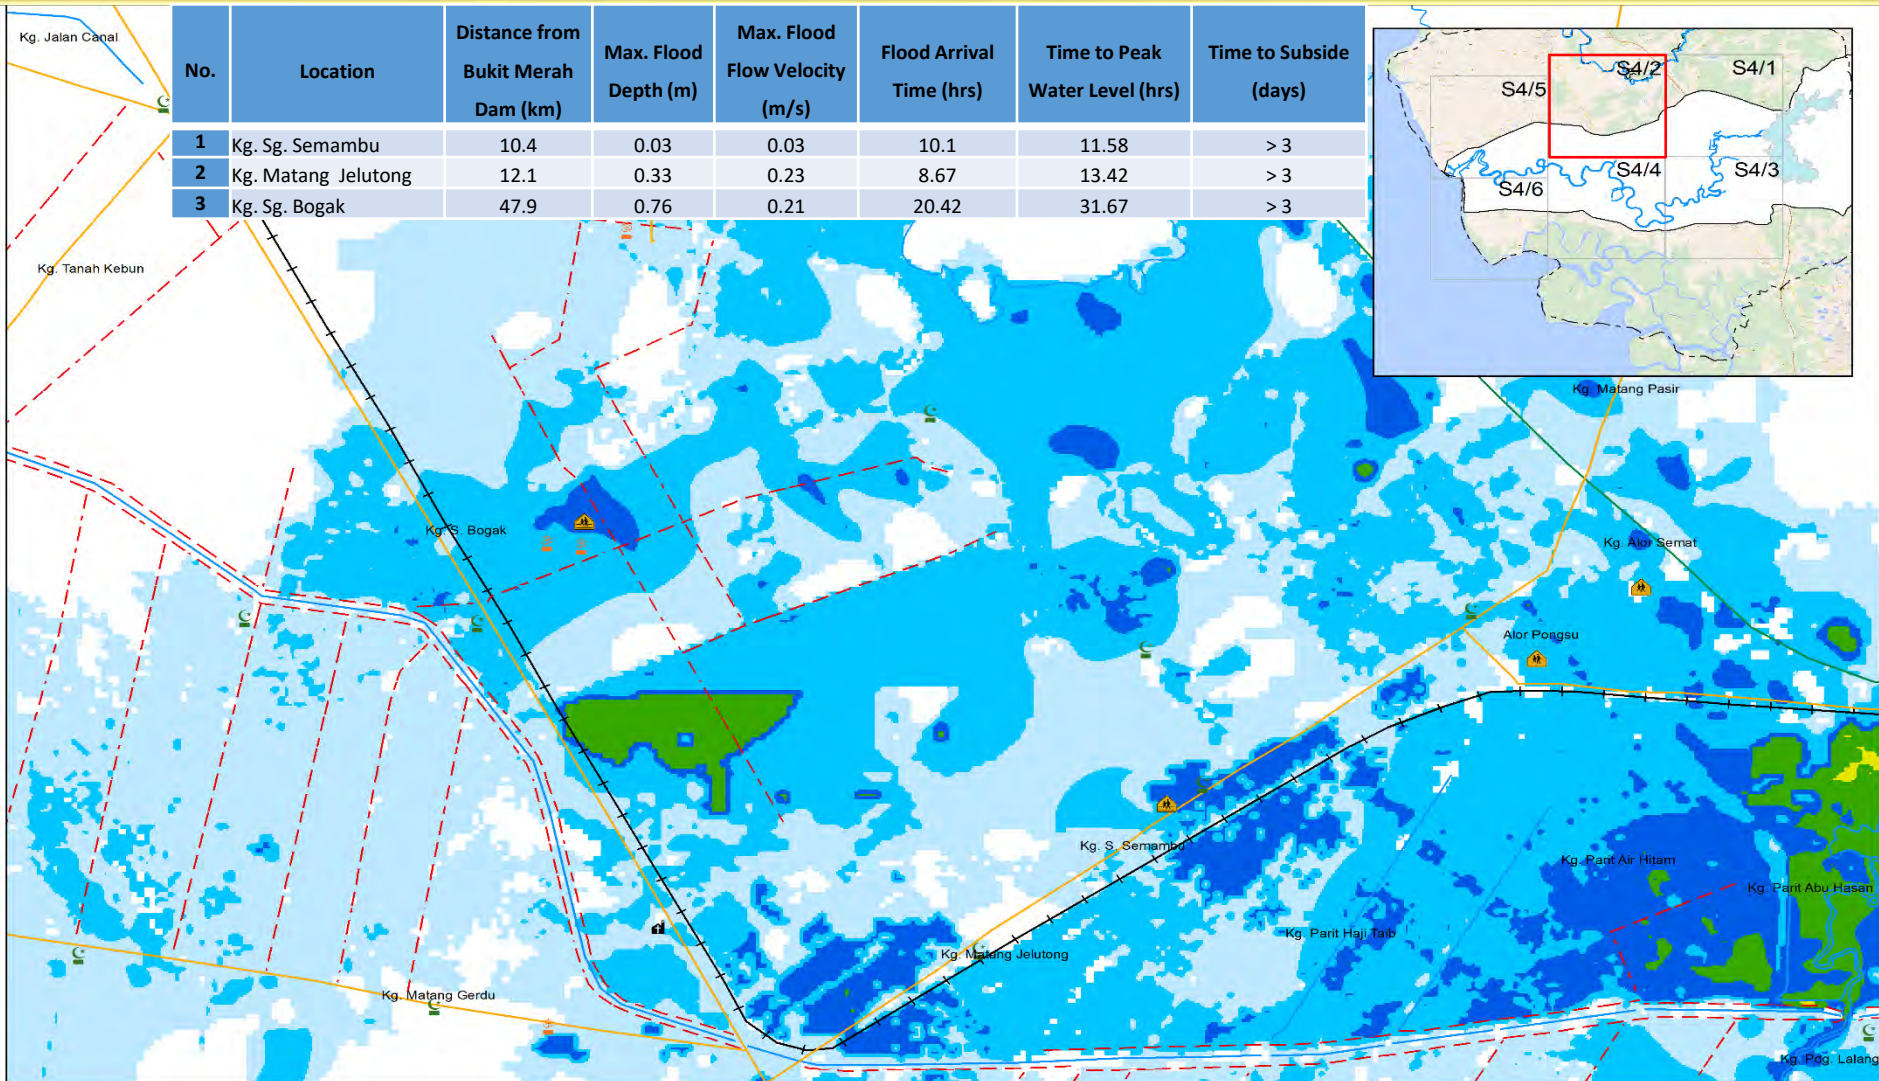 No.
Location
Distance from
Bukit Merah
Dam (km)
Max. Flood
Depth (m)
Max. Flood
Flow Velocity
(m/s)
Flood Arrival
Time (hrs)
Time to Peak
Water Level (hrs)
Time to Subside
(days)
1 Kg. Sg. Semambu 10.4 0.03 0.03 10.1 11.58 > 3
2 Kg. Matang Jelutong 12.1 0.33 0.23 8.67 13.42 > 3
3 Kg. Sg. Bogak 47.9 0.76 0.21 20.42 31.67 > 3
S4/2
S4/1
S4/5
S4/4
S4/3
S4/6
Kg. Jalan Canal
Kg. Tanah Kebun
Kg. Matang Pasir
Kg. S. Bogak
Kg. Alor Semat
Alor Pongsu
Kg. S. Semambu
Kg. Parit Air Hitam
Kg. Parit Abu Hasan
Kg. Parit Haji Taib
Kg. Matang Jelutong
Kg. Matang Gerdu
Kg. Pdg. Lalang